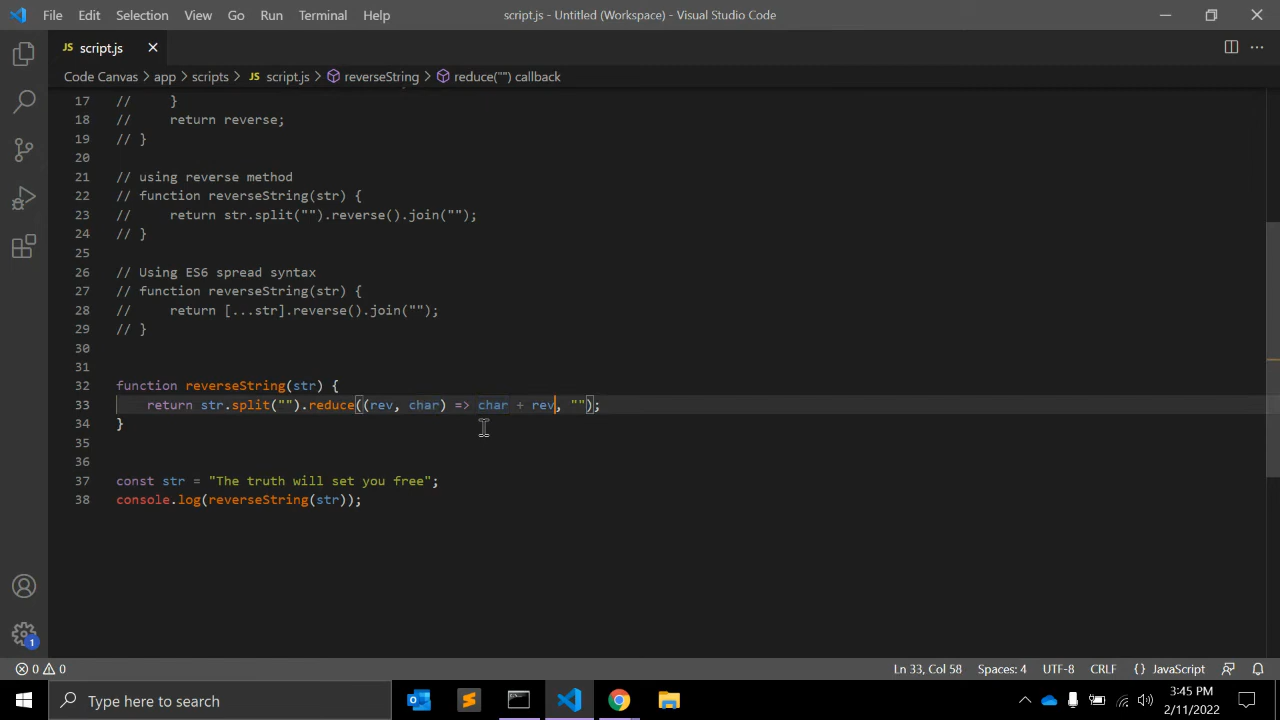 File Edit Selection View Go Run Terminal Help script.js - Untitled (Workspace) - Visual Studio Code
JS script.js
Code Canvas > app > scripts > JS script.js > reverseString > reduce("") callback
17 //     }
18 //     return reverse;
19 // }
20
21 // using reverse method
22 // function reverseString(str) {
23 //     return str.split("").reverse().join("");
24 // }
25
26 // Using ES6 spread syntax
27 // function reverseString(str) {
28 //     return [...str].reverse().join("");
29 // }
30
31
32 function reverseString(str) {
33     return str.split("").reduce((rev, char) => char + rev, "");
34 }
35
36
37 const str = "The truth will set you free";
38 console.log(reverseString(str));
1
0 0 Ln 33, Col 58 Spaces: 4 UTF-8 CRLF {} JavaScript
Type here to search 3:45 PM
2/11/2022